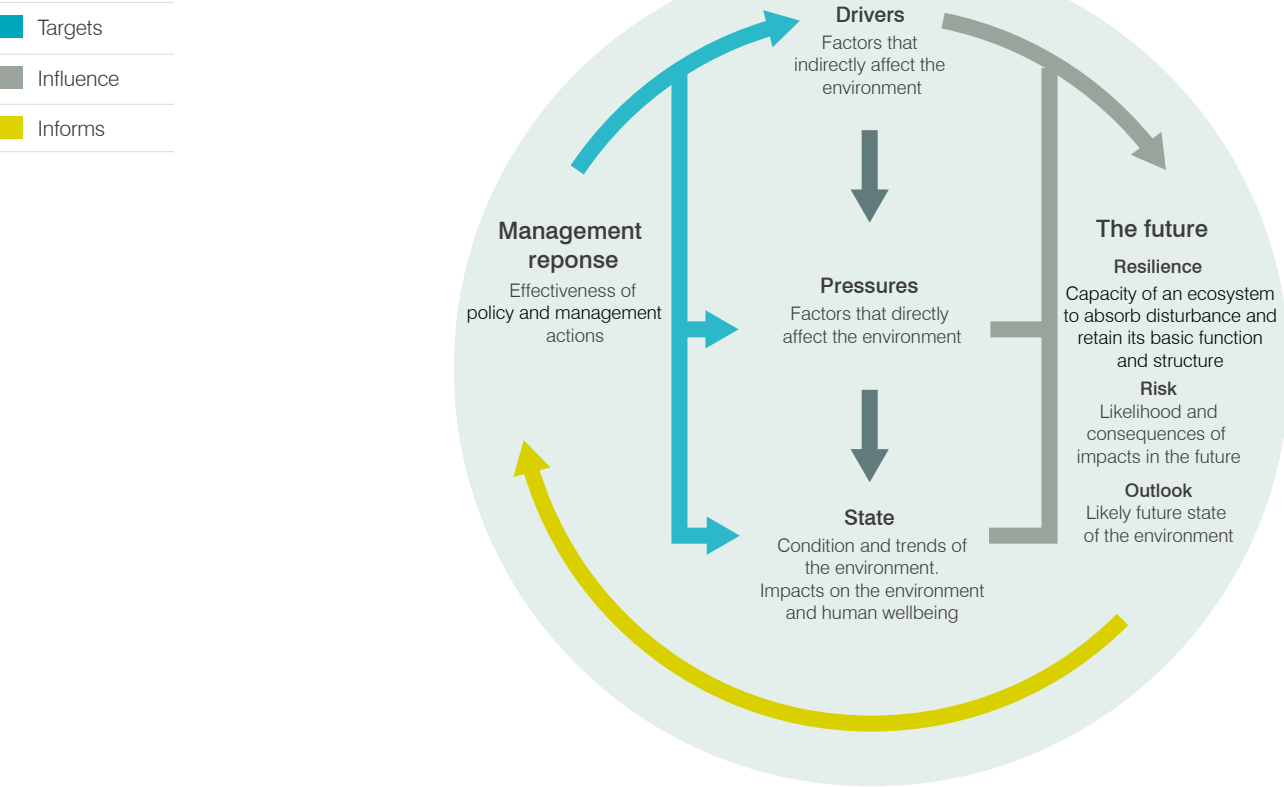 Targets
Influence
Informs
Drivers
Factors that
indirectly affect the
environment
Management
reponse
Effectiveness of
policy and management
actions
Pressures
Factors that directly
affect the environment
State
Condition and trends of
the environment.
Impacts on the environment
and human wellbeing
The future
Resilience
Capacity of an ecosystem
to absorb disturbance and
retain its basic function
and structure
Risk
Likelihood and
consequences of
impacts in the future
Outlook
Likely future state
of the environment